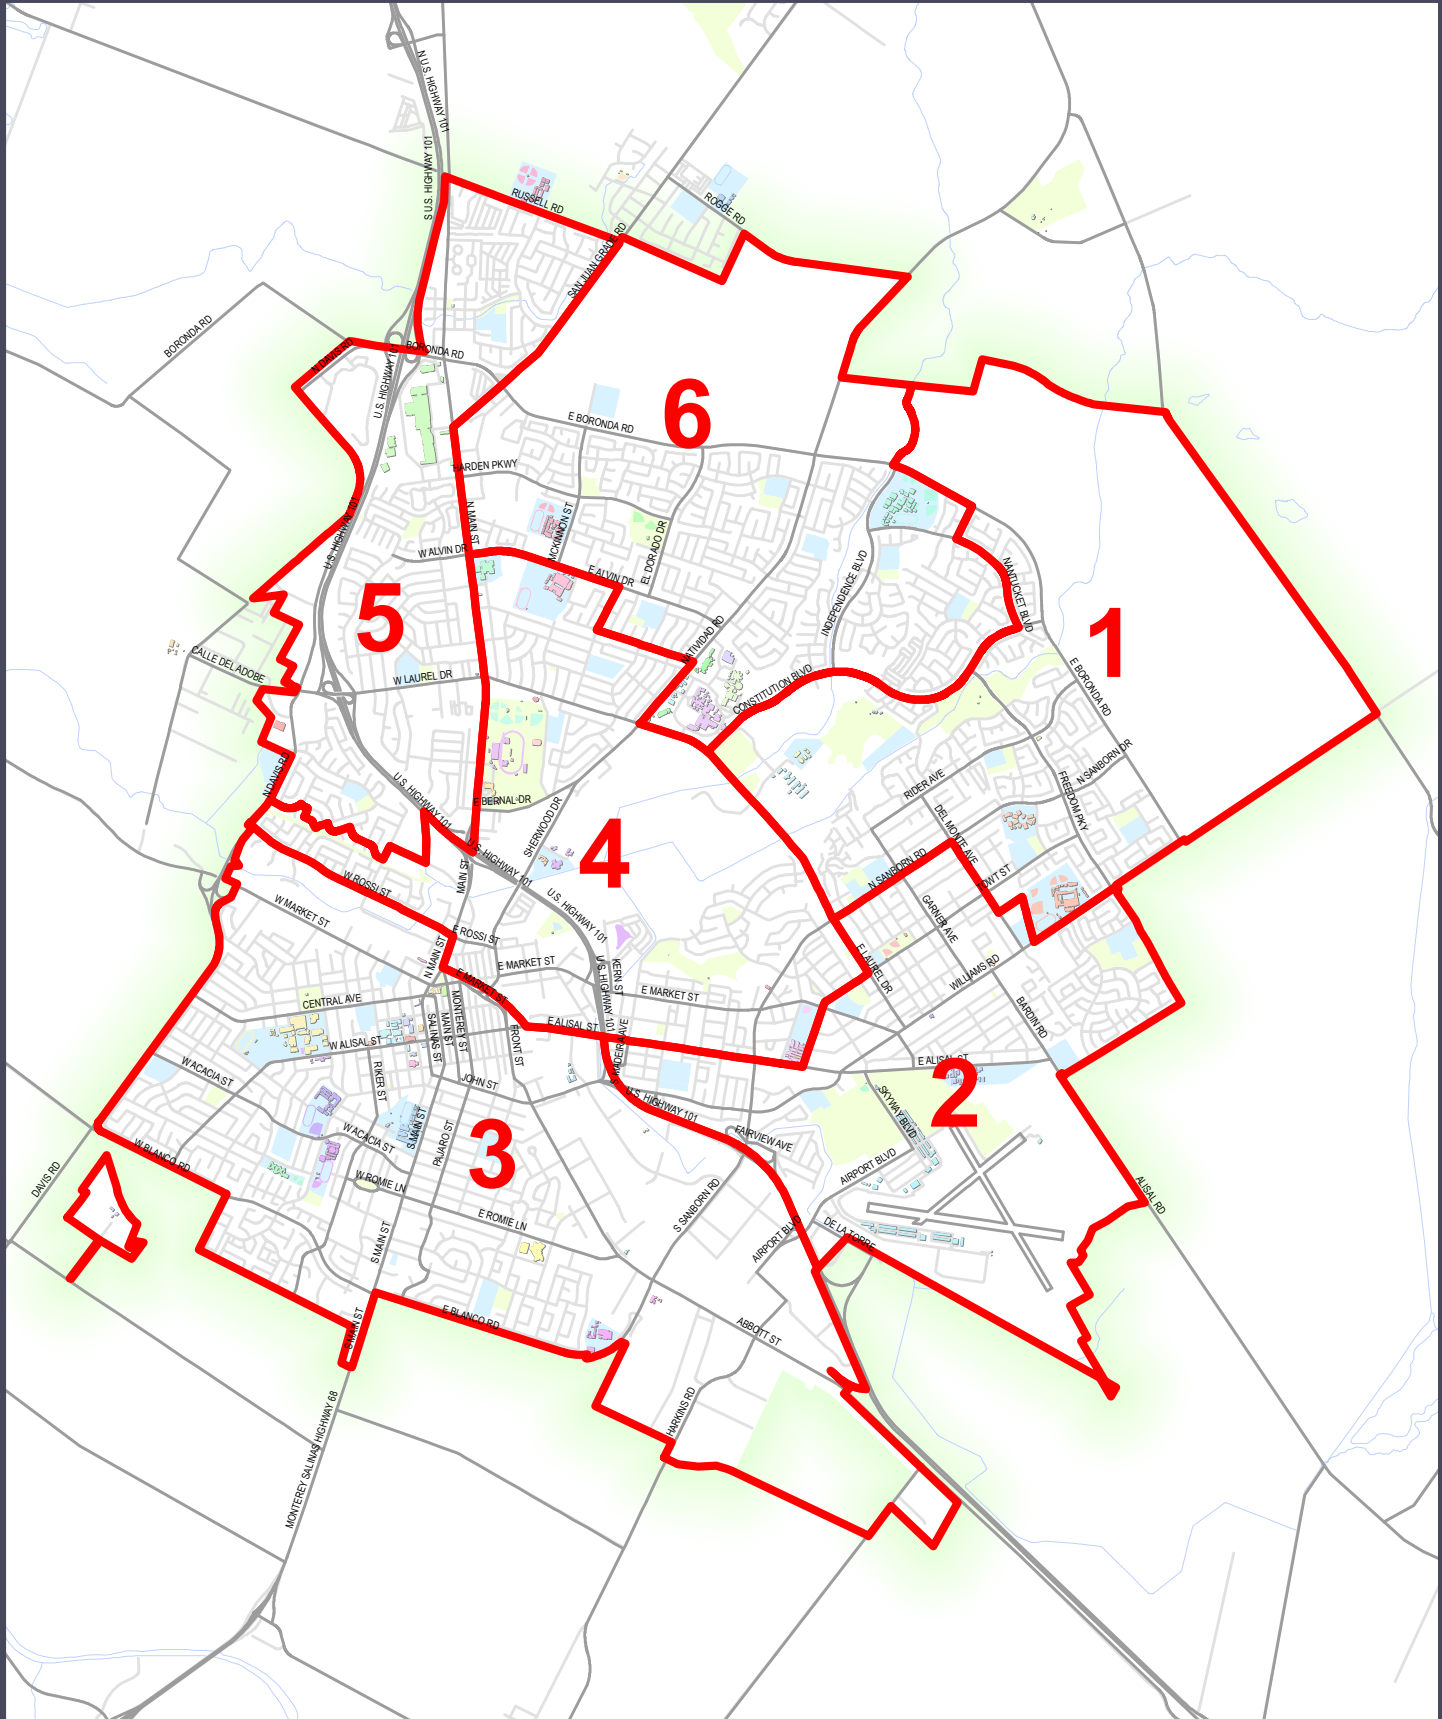 N U.S. HIGHWAY 101
S U.S. HIGHWAY 101
RUSSELL RD
ROGGE RD
SAN JUAN GRADE RD
BORONDA RD
N DAVIS RD
BORONDA RD
U.S. HIGHWAY 101
6
E BORONDA RD
HARDEN PKWY
N MAIN ST
MCKINNON ST
EL DORADO DR
U.S. HIGHWAY 101
W ALVIN DR
E ALVIN DR
INDEPENDENCE BLVD
NANTUCKET BLVD
5
1
NATIVIDAD RD
CALLE DEL ADOBE
W LAUREL DR
CONSTITUTION BLVD
E BORONDA RD
N DAVIS RD
U.S. HIGHWAY 101
E BERNAL DR
SHERWOOD DR
RIDER AVE
N SANBORN DR
FREEDOM PKY
DEL MONTE AVE
4
U.S. HIGHWAY 101
MAIN ST
W ROSSI ST
N SANBORN RD
TOWT ST
U.S. HIGHWAY 101
GARNER AVE
W MARKET ST
E ROSSI ST
N MAIN ST
E MARKET ST
E MARKET ST
U.S. HIGHWAY 101
KERN ST
E MARKET ST
E LAUREL DR
WILLIAMS RD
BARDIN RD
CENTRAL AVE
SALINAS ST
MAIN ST
MONTEREY ST
FRONT ST
E ALISAL ST
S MADEIRA AVE
W ALISAL ST
E ALISAL ST
W ACACIA ST
RIKER ST
JOHN ST
U.S. HIGHWAY 101
SKYWAY BLVD
2
W ACACIA ST
S MAIN ST
PAJARO ST
3
FAIRVIEW AVE
W BLANCO RD
DAVIS RD
W ROMIE LN
E ROMIE LN
S SANBORN RD
AIRPORT BLVD
ALISAL RD
AIRPORT BLVD
DE LA TORRE
S MAIN ST
E BLANCO RD
S MAIN ST
ABBOTT ST
HARKINS RD
MONTEREY SALINAS HIGHWAY 68